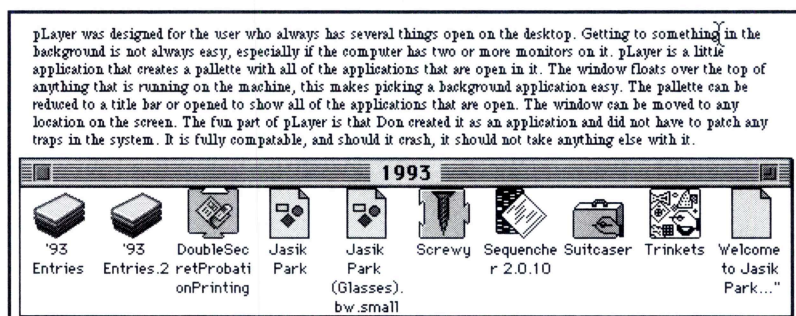 pLayer was designed for the user who always has several things open on the desktop. Getting to something in the
background is not always easy, especially if the computer has two or more monitors on it. pLayer is a little
application that creates a pallette with all of the applications that are open in it. The window floats over the top of
anything that is running on the machine, this makes picking a background application easy. The pallette can be
reduced to a title bar or opened to show all of the applications that are open. The window can be moved to any
location on the screen. The fun part of pLayer is that Don created it as an application and did not have to patch any
traps in the system. It is fully compatable, and should it crash, it should not take anything else with it.
1993
'93 '93 DoubleSec Jasik Jasik Screwy Sequenche Suitcaser Trinkets Welcome
Entries Entries.2 retProbati Park Park r 2.0.10 to Jasik
onPrinting (Glasses). Park..."
bw.small